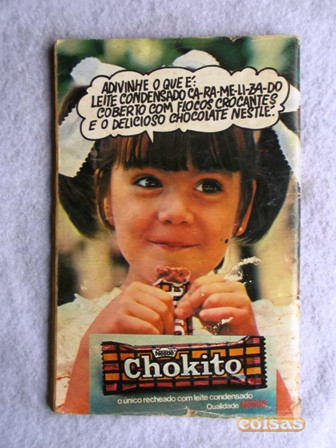 ADIVINHE O QUE É?
LEITE CONDENSADO CA-RA-ME-LI-ZA-DO
COBERTO COM FLOCOS CROCANTES
E O DELICIOSO CHOCOLATE NESTLÉ.
Nestlé
Chokito
o único recheado com leite condensado
Qualidade
coisas